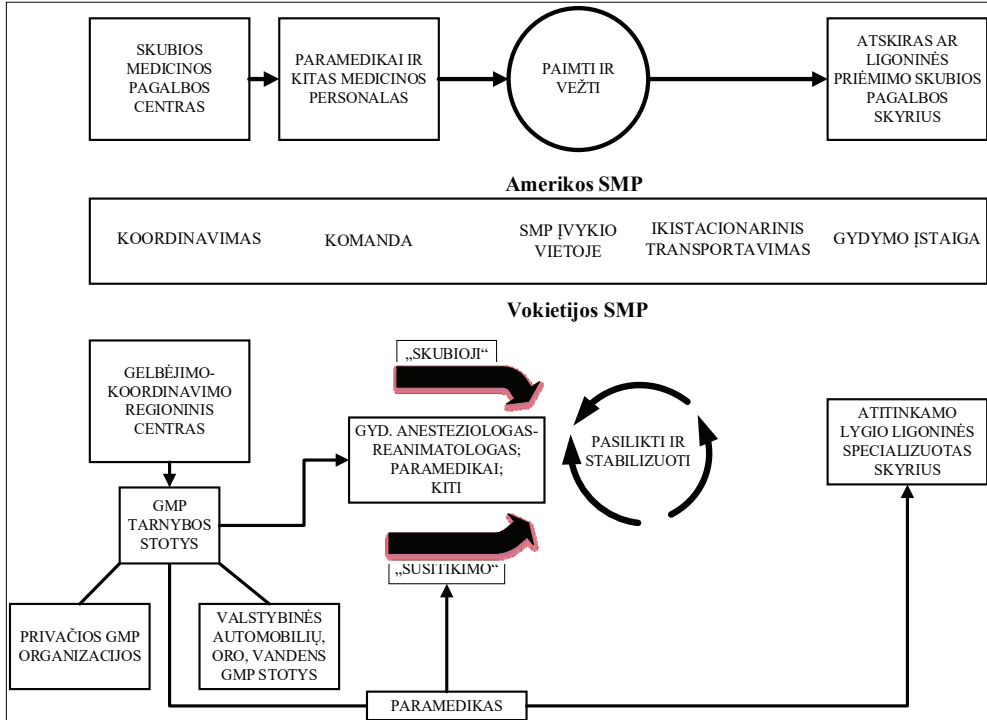 SKUBIOS
MEDICINOS
PAGALBOS
CENTRAS
PARAMEDIKAI IR
KITAS MEDICINOS
PERSONALAS
PAIMTI IR
VEŽTI
ATSKIRAS AR
LIGONINĖS
PRIĖMIMO SKUBIOS
PAGALBOS
SKYRIUS
Amerikos SMP
KOORDINAVIMAS
KOMANDA
SMP ĮVYKIO
VIETOJE
IKISTACIONARINIS
TRANSPORTAVIMAS
GYDYMO ĮSTAIGA
Vokietijos SMP
GELBĖJIMO-
KOORDINAVIMO
REGIONINIS
CENTRAS
„SKUBIOJI“
GYD. ANESTEZIOLOGAS-
REANIMATOLOGAS;
PARAMEDIKAI;
KITI
PASILIKTI IR
STABILIZUOTI
ATITINKAMO
LYGIO LIGONINĖS
SPECIALIZUOTAS
SKYRIUS
GMP
TARNYBOS
STOTYS
„SUSITIKIMO“
PRIVAČIOS GMP
ORGANIZACIJOS
VALSTYBINĖS
AUTOMOBILIŲ,
ORO, VANDENS
GMP STOTYS
PARAMEDIKAS